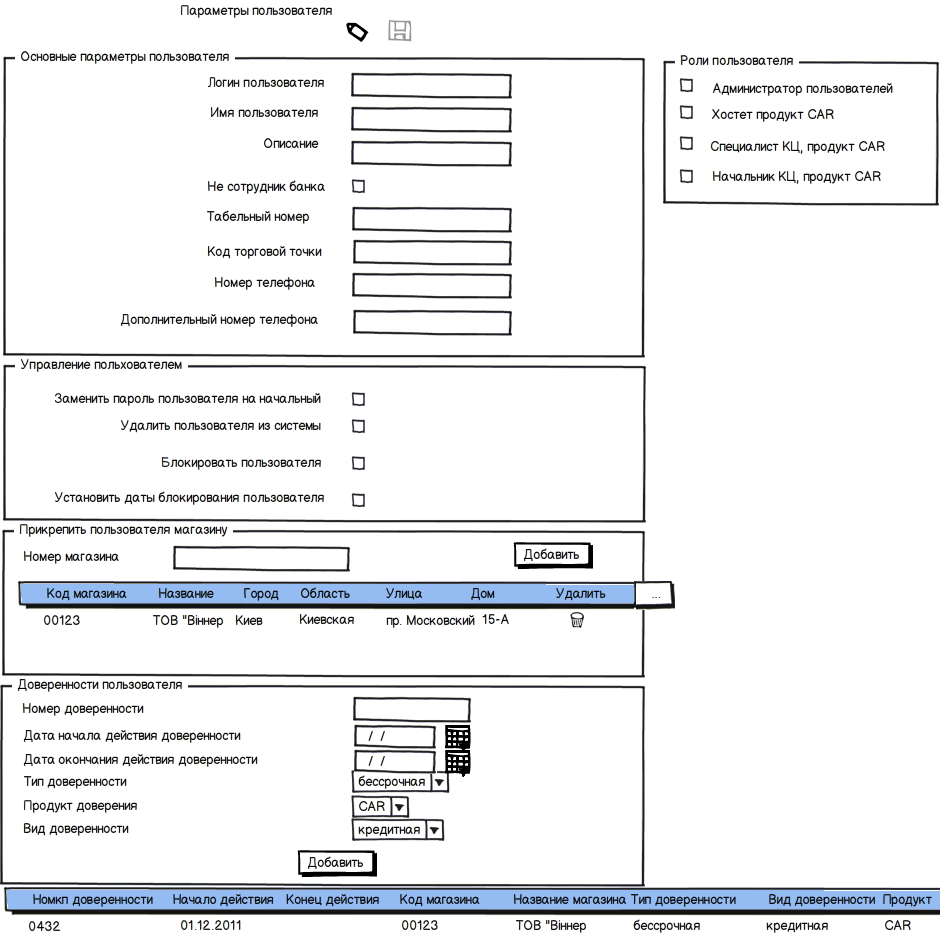 Параметры пользователя
Основные параметры пользователя
Логин пользователя
Имя пользователя
Описание
Не сотрудник банка
Табельный номер
Код торговой точки
Номер телефона
Дополнительный номер телефона
Роли пользователя
Администратор пользователей
Хостет продукт CAR
Специалист КЦ, продукт CAR
Начальник КЦ, продукт CAR
Управление польхователем
Заменить пароль пользователя на начальный
Удалить пользователя из системы
Блокировать пользователя
Установить даты блокирования пользователя
Прикрепить пользователя магазину
Номер магазина Добавить
Код магазина Название Город Область Улица Дом Удалить ...
00123 ТОВ "Віннер Киев Киевская пр. Московский 15-А
Доверенности пользователя
Номер доверенности
Дата начала действия доверенности / /
Дата окончания действия доверенности / /
Тип доверенности бессрочная
Продукт доверения CAR
Вид доверенности кредитная
Добавить
Номкп доверенности Начало действия Конец действия Код магазина Название магазина Тип доверенности Вид доверенности Продукт
0432 01.12.2011 00123 ТОВ "Віннер бессрочная кредитная CAR